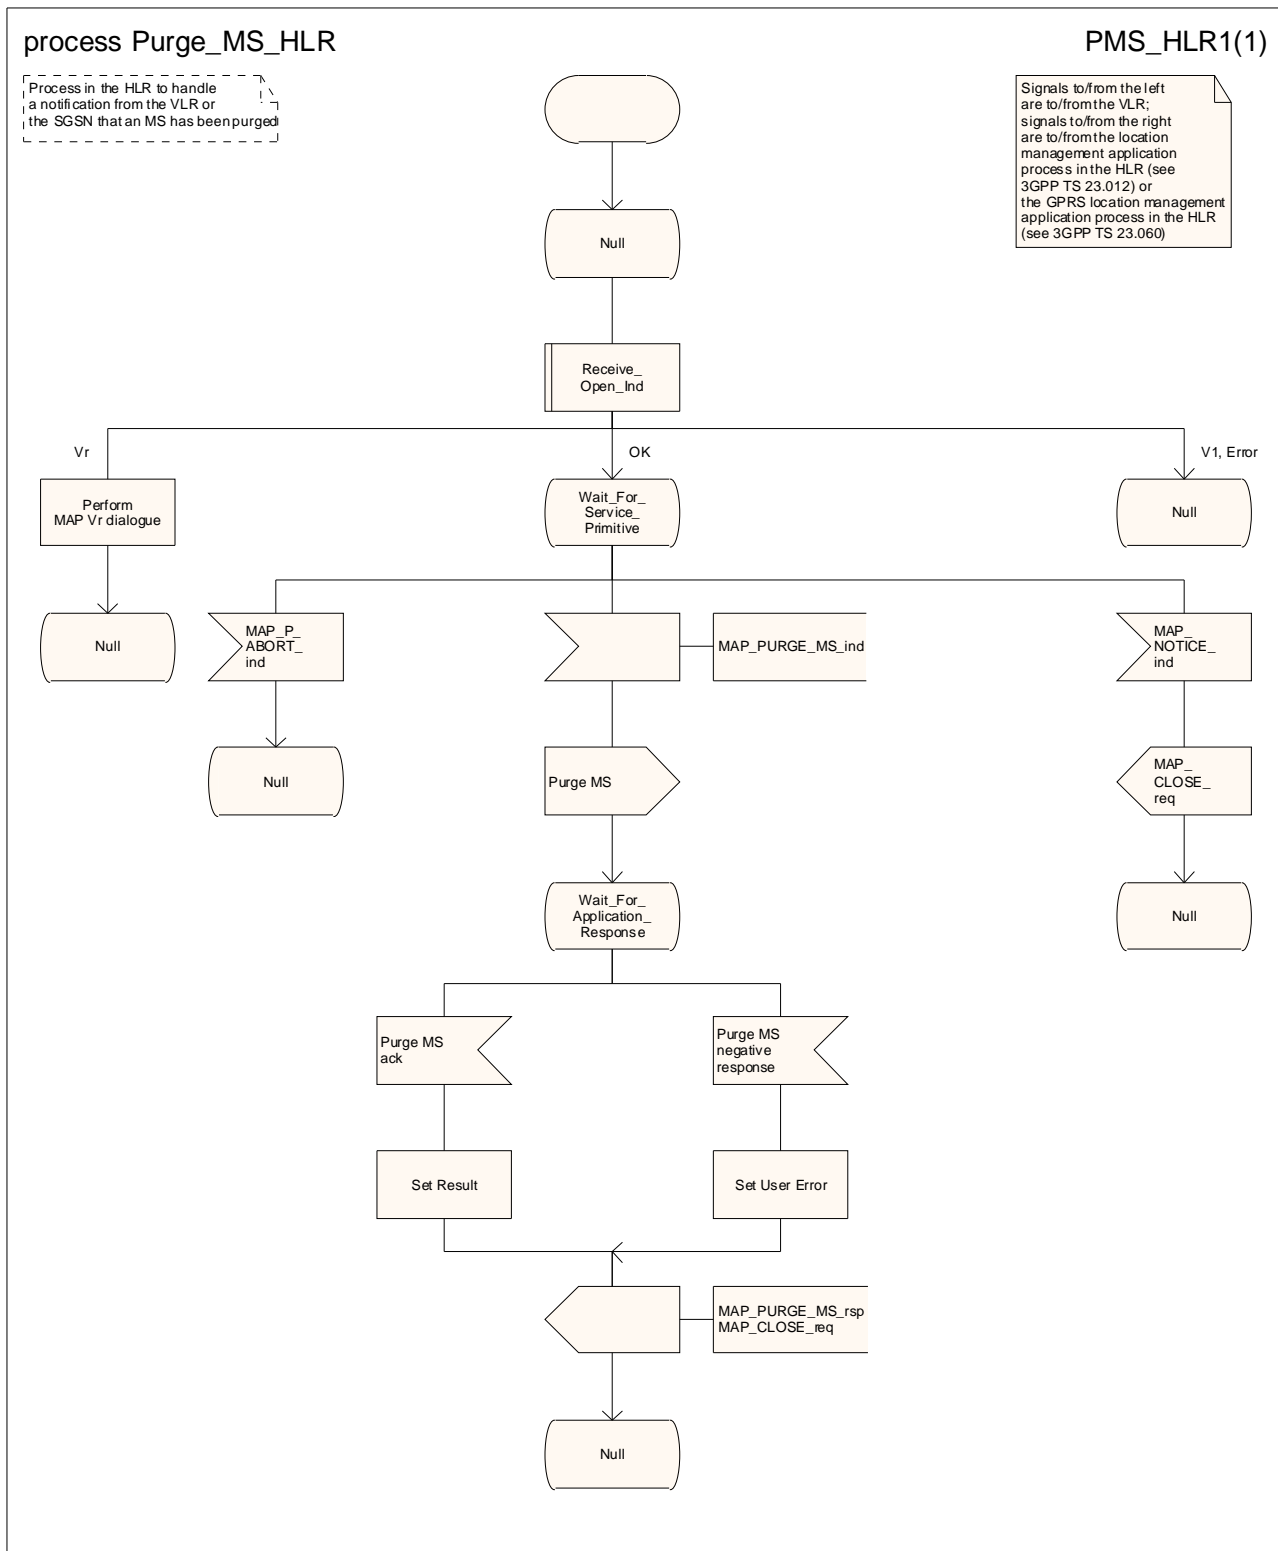 process Purge_MS_HLR
PMS_HLR1(1)
Process in the HLR to handle
a notification from the VLR or
the SGSN that an MS has been purged
Signals to/from the left
are to/from the VLR;
signals to/from the right
are to/from the location
management application
process in the HLR (see
3GPP TS 23.012) or
the GPRS location management
application process in the HLR
(see 3GPP TS 23.060)
Null
Receive_
Open_Ind
Vr
OK
V1, Error
Perform
MAP Vr dialogue
Wait_For_
Service_
Primitive
Null
Null
MAP_P_
ABORT_
ind
MAP_PURGE_MS_ind
MAP_
NOTICE_
ind
Null
Purge MS
MAP_
CLOSE_
req
Wait_For_
Application_
Response
Null
Purge MS
ack
Purge MS
negative
response
Set Result
Set User Error
MAP_PURGE_MS_rsp
MAP_CLOSE_req
Null